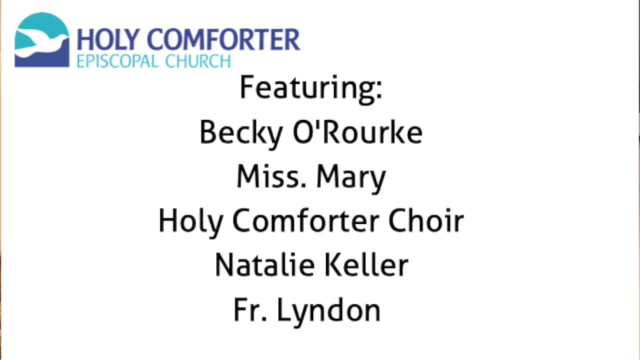 HOLY COMFORTER
EPISCOPAL CHURCH
Featuring:
Becky O'Rourke
Miss. Mary
Holy Comforter Choir
Natalie Keller
Fr. Lyndon